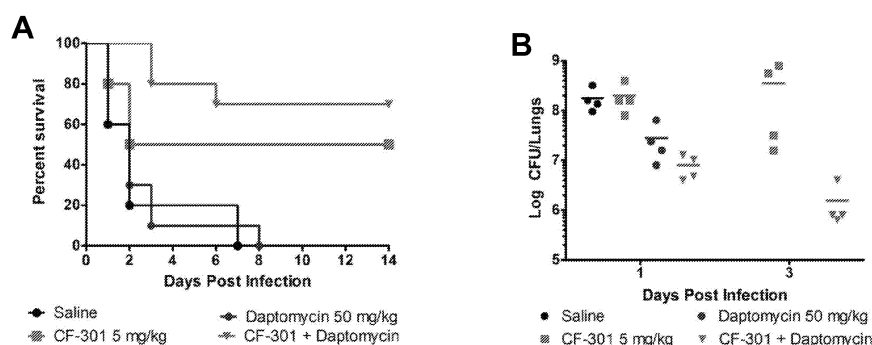 A
100
80
60
40
20
0
Percent survival
0 2 4 6 8 10 12 14
Days Post Infection
Saline
Daptomycin 50 mg/kg
CF-301 5 mg/kg
CF-301 + Daptomycin
B
9
8
7
6
5
Log CFU/Lungs
1 3
Days Post Infection
Saline
Daptomycin 50 mg/kg
CF-301 5 mg/kg
CF-301 + Daptomycin